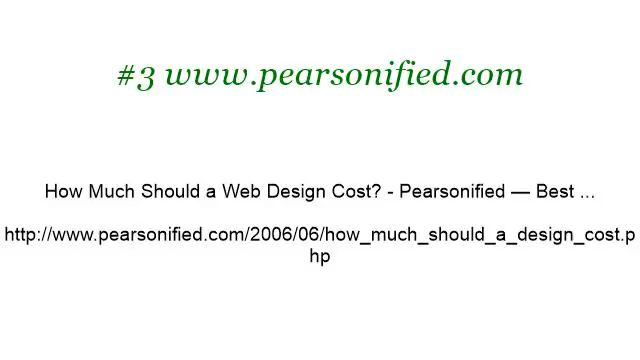 #3 www.pearsonified.com
How Much Should a Web Design Cost? - Pearsonified — Best ...
http://www.pearsonified.com/2006/06/how_much_should_a_design_cost.p
hp